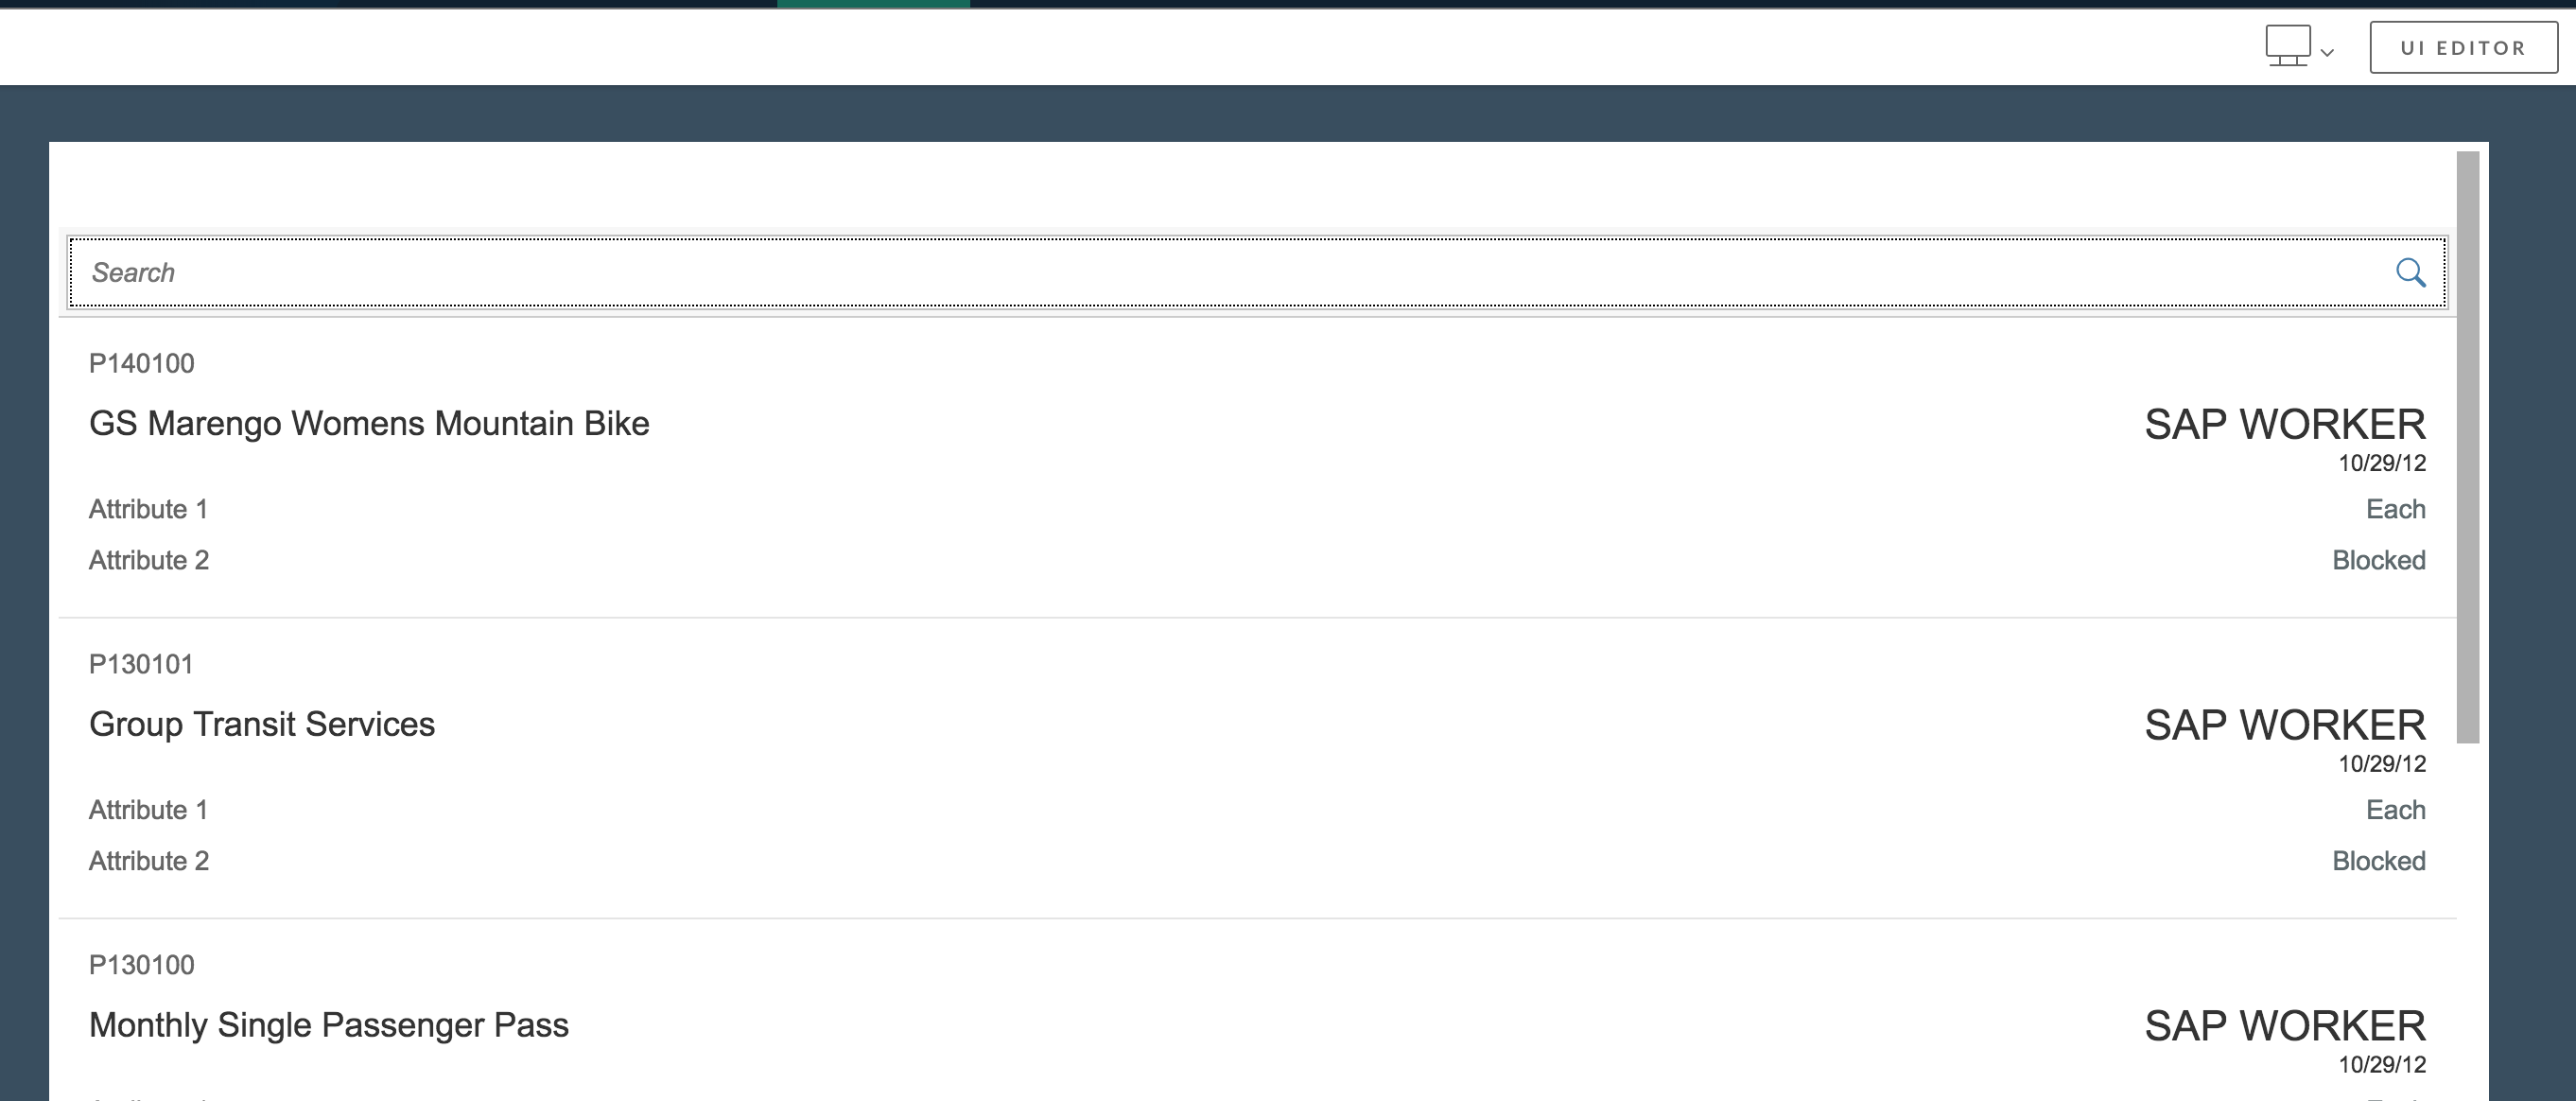 UI EDITOR
Search
P140100
GS Marengo Womens Mountain Bike SAP WORKER
10/29/12
Attribute 1 Each
Attribute 2 Blocked
P130101
Group Transit Services SAP WORKER
10/29/12
Attribute 1 Each
Attribute 2 Blocked
P130100
Monthly Single Passenger Pass SAP WORKER
10/29/12